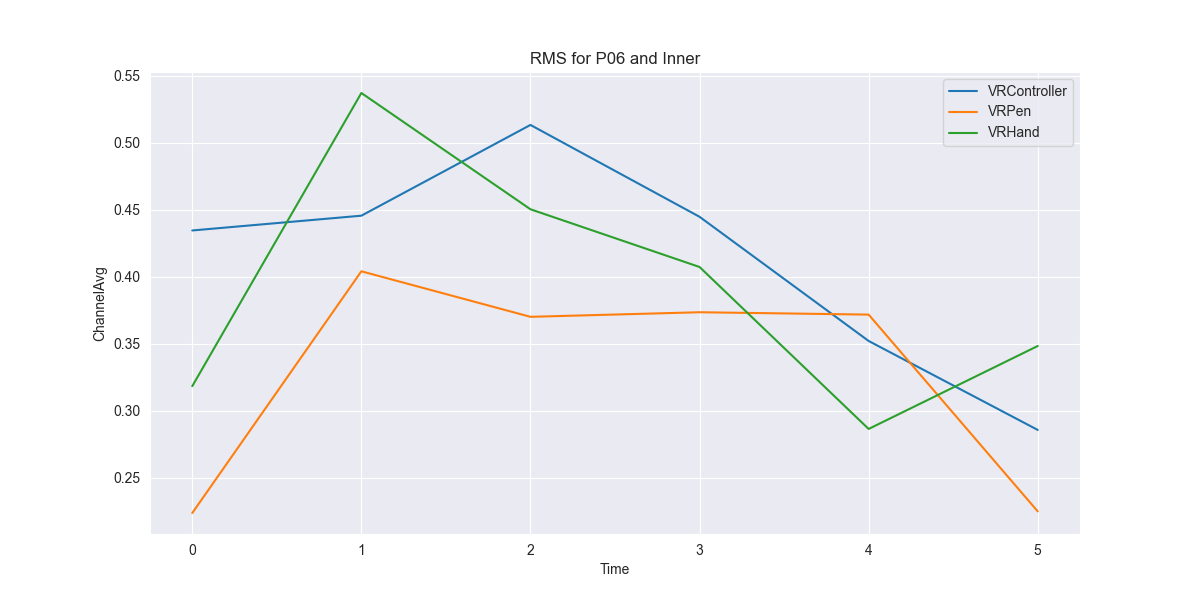 RMS for P06 and Inner
VRController
VRPen
VRHand
ChannelAvg
0.55
0.50
0.45
0.40
0.35
0.30
0.25
0 1 2 3 4 5
Time